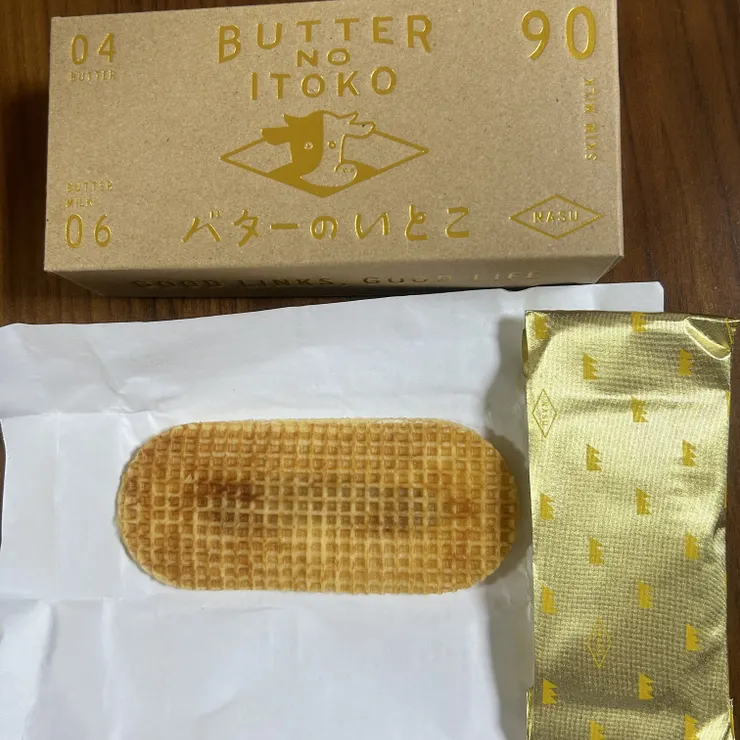 04
BUTTER
BUTTER
NO
ITOKO
90
SKIM MILK
BUTTER
MILK
06
バターのいとこ
NASU
GOOD LINKS, GOOD LIFE